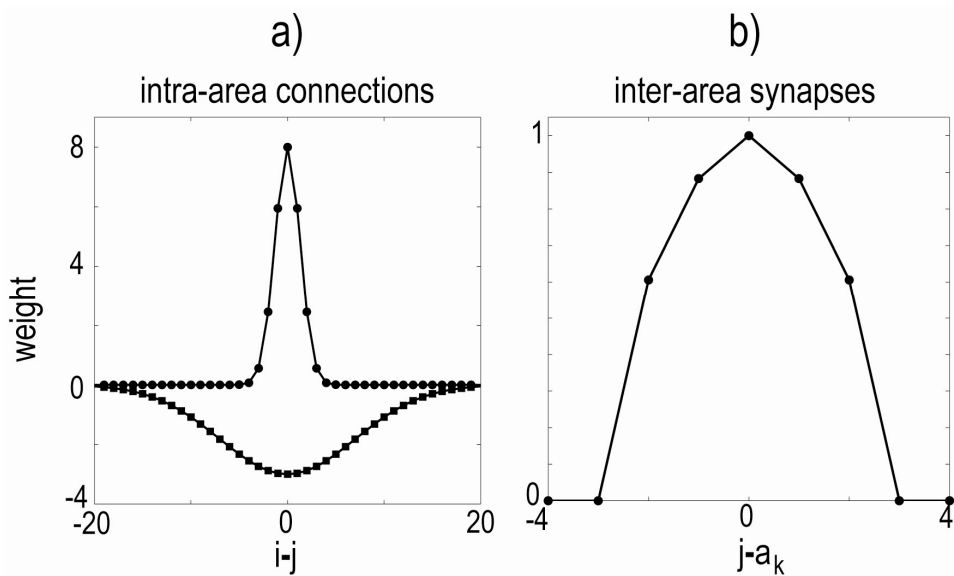 a)
intra-area connections
weight
8
4
0
-4
-20
0
20
i-j
b)
inter-area synapses
1
0
-4
0
4
j-a_k